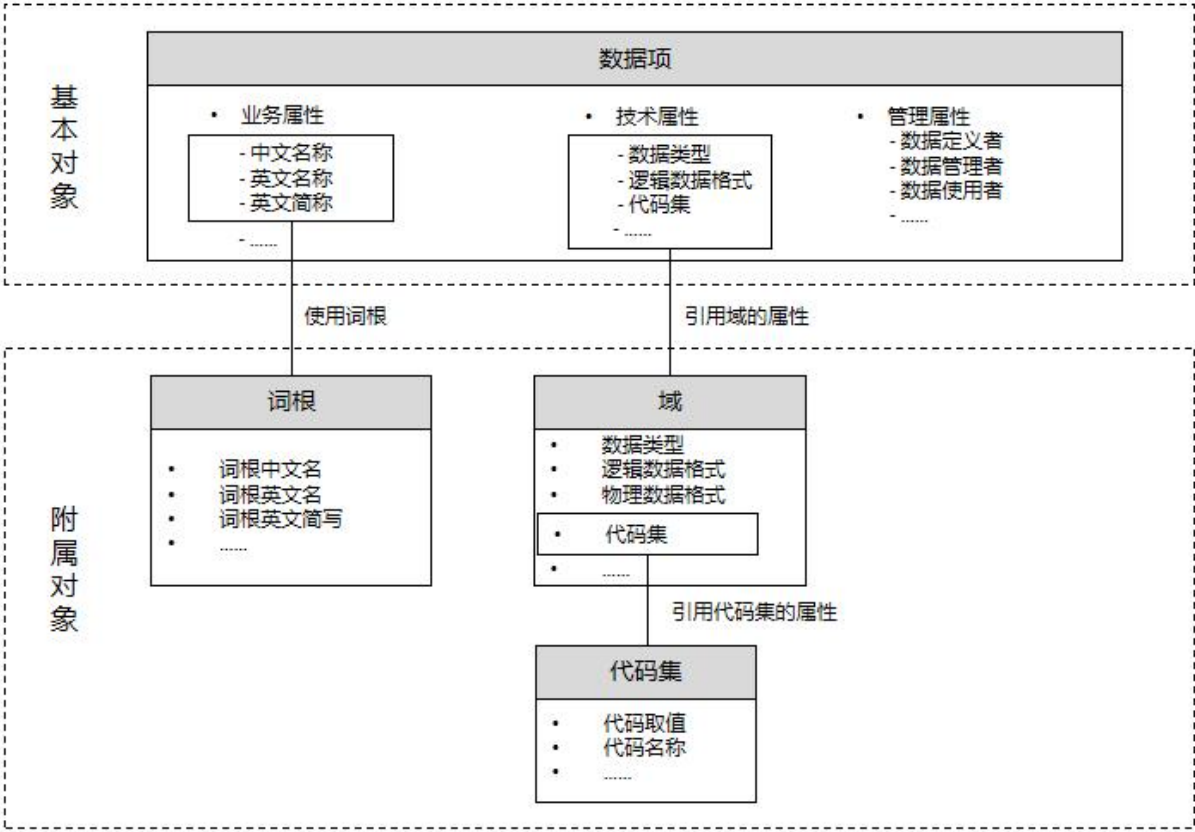 基本对象
数据项
• 业务属性
- 中文名称
- 英文名称
- 英文简称
- ......
• 技术属性
- 数据类型
- 逻辑数据格式
- 代码集
- ......
• 管理属性
- 数据定义者
- 数据管理者
- 数据使用者
- ......
使用词根
引用域的属性
附属对象
词根
• 词根中文名
• 词根英文名
• 词根英文简写
• ......
域
• 数据类型
• 逻辑数据格式
• 物理数据格式
• 代码集
• ......
引用代码集的属性
代码集
• 代码取值
• 代码名称
• ......